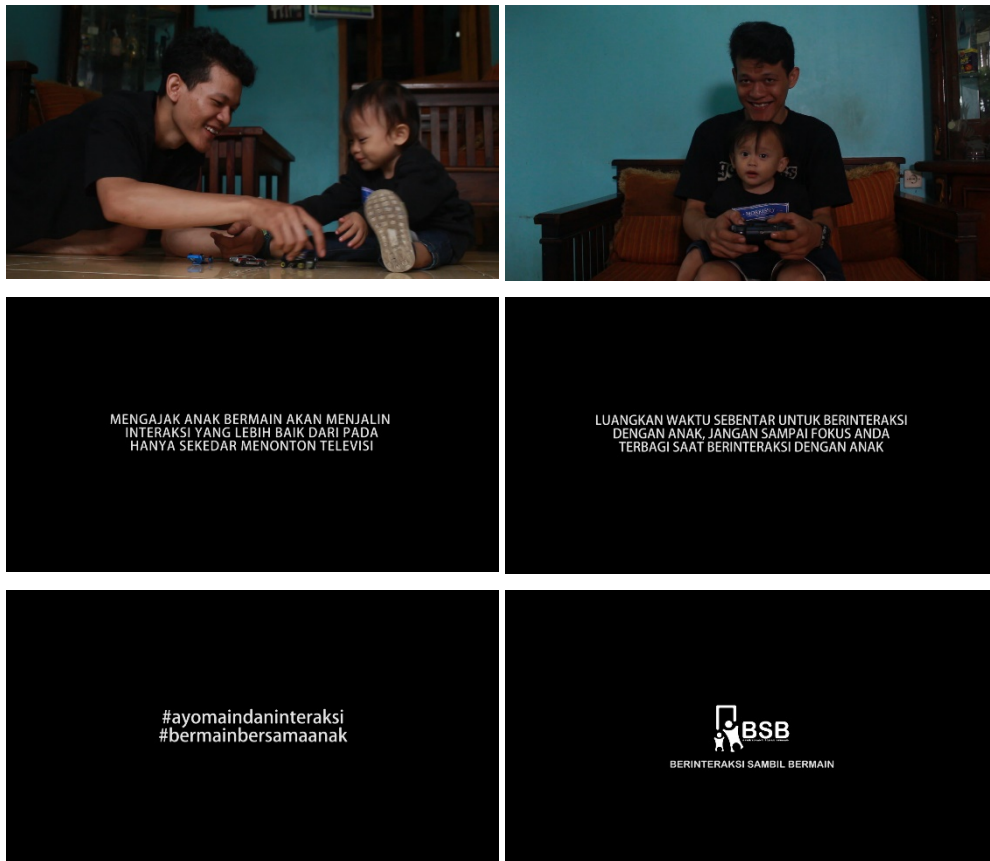 MENGAJAK ANAK BERMAIN AKAN MENJALIN
INTERAKSI YANG LEBIH BAIK DARI PADA
HANYA SEKEDAR MENONTON TELEVISI
LUANGKAN WAKTU SEBENTAR UNTUK BERINTERAKSI
DENGAN ANAK, JANGAN SAMPAI FOKUS ANDA
TERBAGI SAAT BERINTERAKSI DENGAN ANAK
#ayomaindaninteraksi
#bermainbersamaanak
BSB
BERINTERAKSI SAMBIL BERMAIN